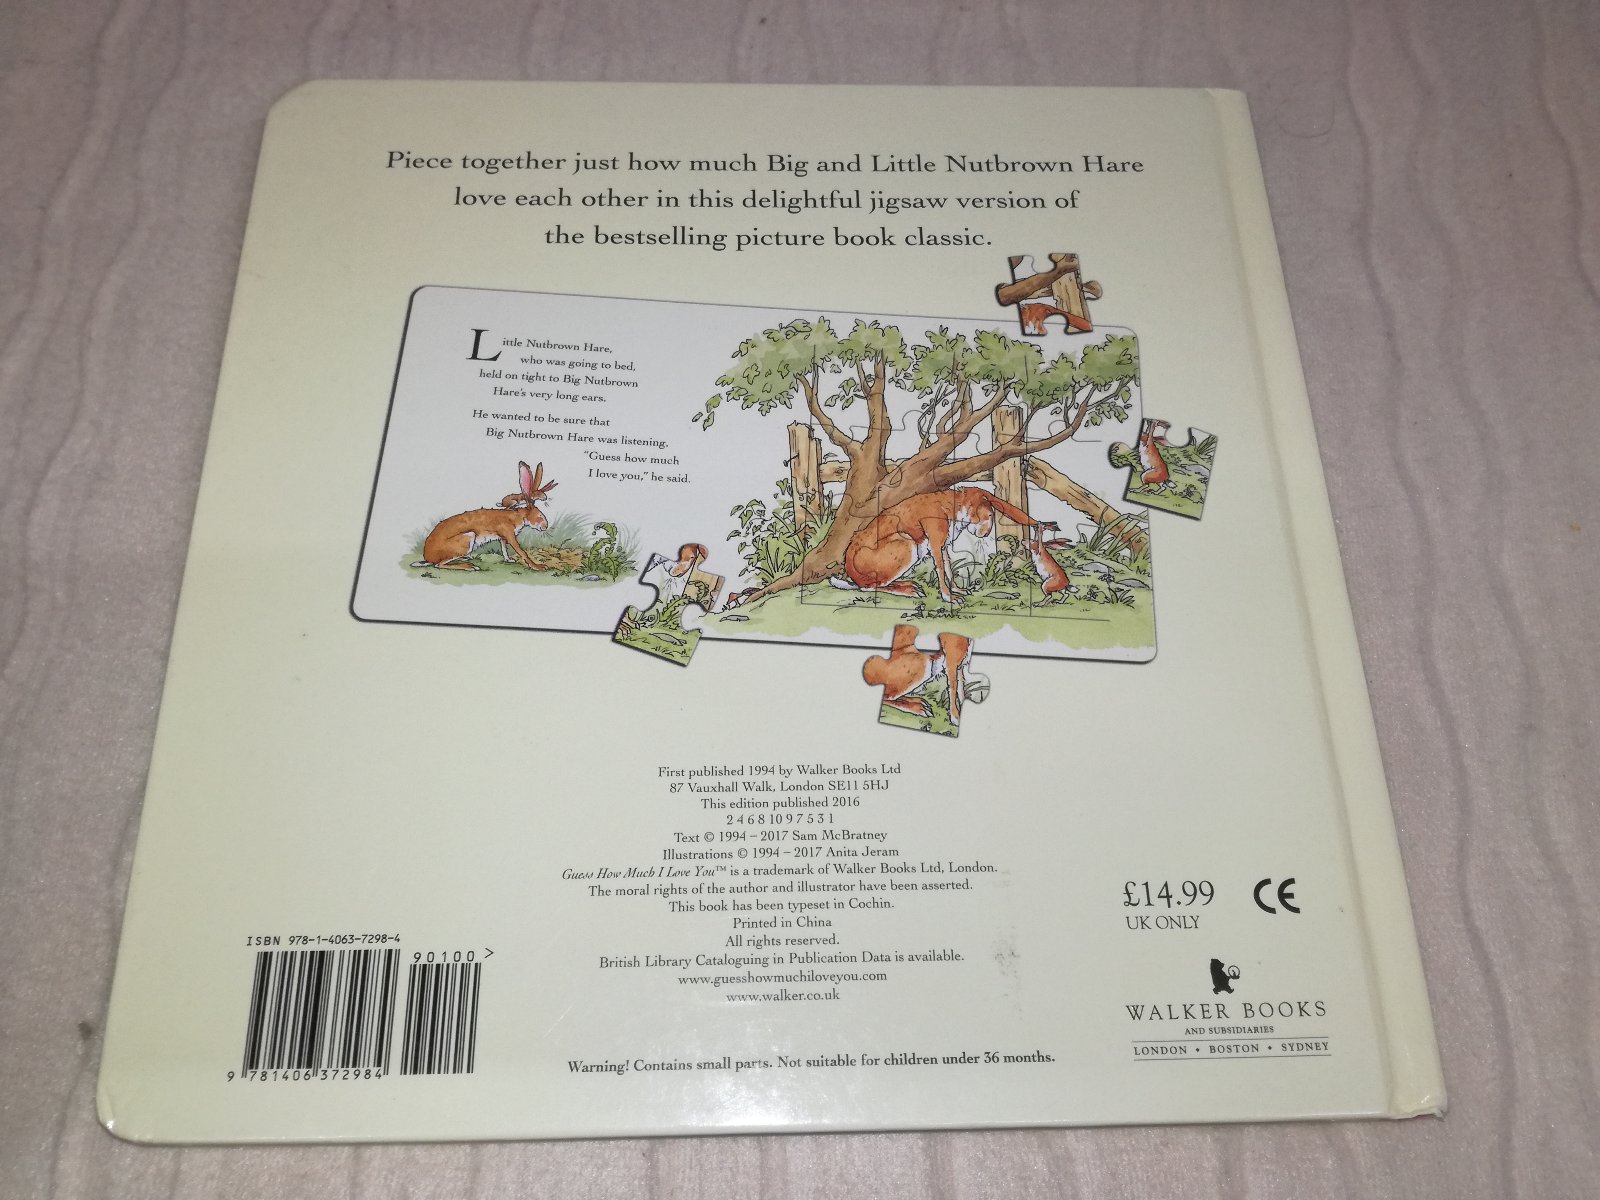 Piece together just how much Big and Little Nutbrown Hare
love each other in this delightful jigsaw version of
the bestselling picture book classic.
Little Nutbrown Hare,
who was going to bed,
held on tight to Big Nutbrown
Hare's very long ears.
He wanted to be sure that
Big Nutbrown Hare was listening.
"Guess how much
I love you," he said.
First published 1994 by Walker Books Ltd
87 Vauxhall Walk, London SE11 5HJ
This edition published 2016
2 4 6 8 10 9 7 5 3 1
Text © 1994 – 2017 Sam McBratney
Illustrations © 1994 – 2017 Anita Jeram
Guess How Much I Love You™ is a trademark of Walker Books Ltd, London.
The moral rights of the author and illustrator have been asserted.
This book has been typeset in Cochin.
Printed in China
All rights reserved.
British Library Cataloguing in Publication Data is available.
www.guesshowmuchiloveyou.com
www.walker.co.uk
Warning! Contains small parts. Not suitable for children under 36 months.
ISBN 978-1-4063-7298-4
90100 >
9 781406 372984
£14.99
UK ONLY
CE
WALKER BOOKS
AND SUBSIDIARIES
LONDON • BOSTON • SYDNEY